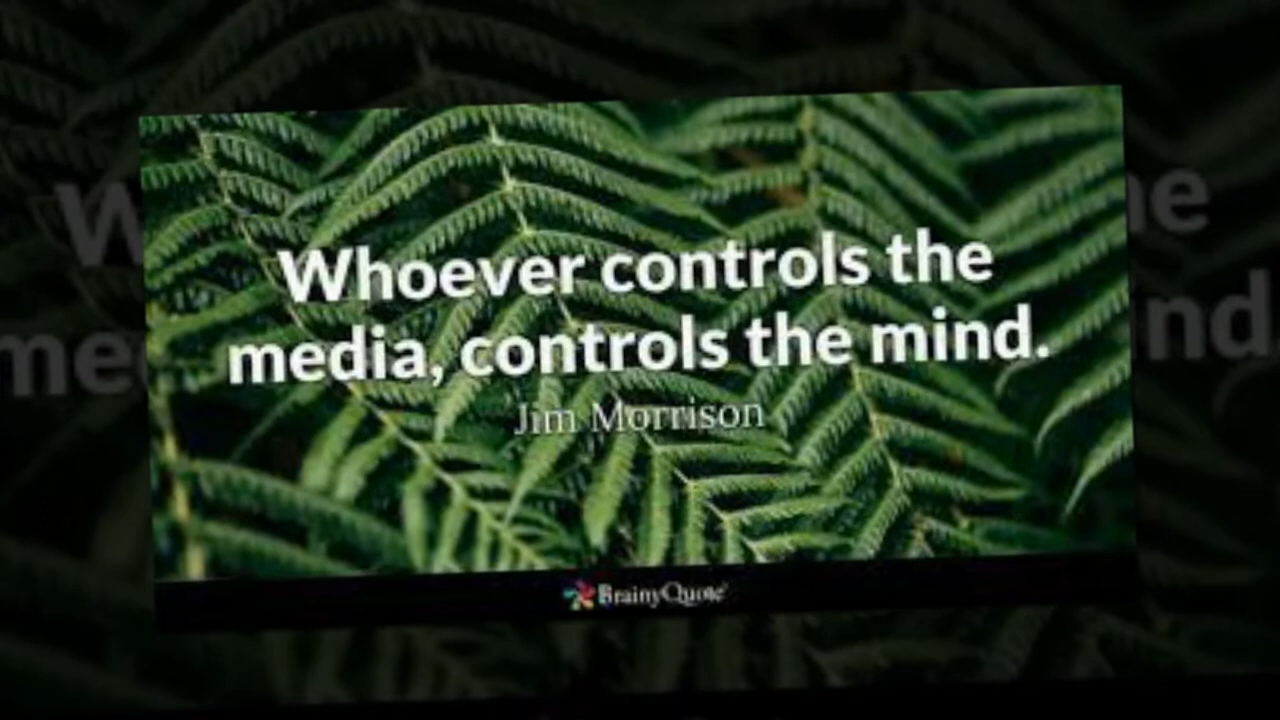 Whoever controls the
media, controls the mind.
Jim Morrison
BrainyQuote®